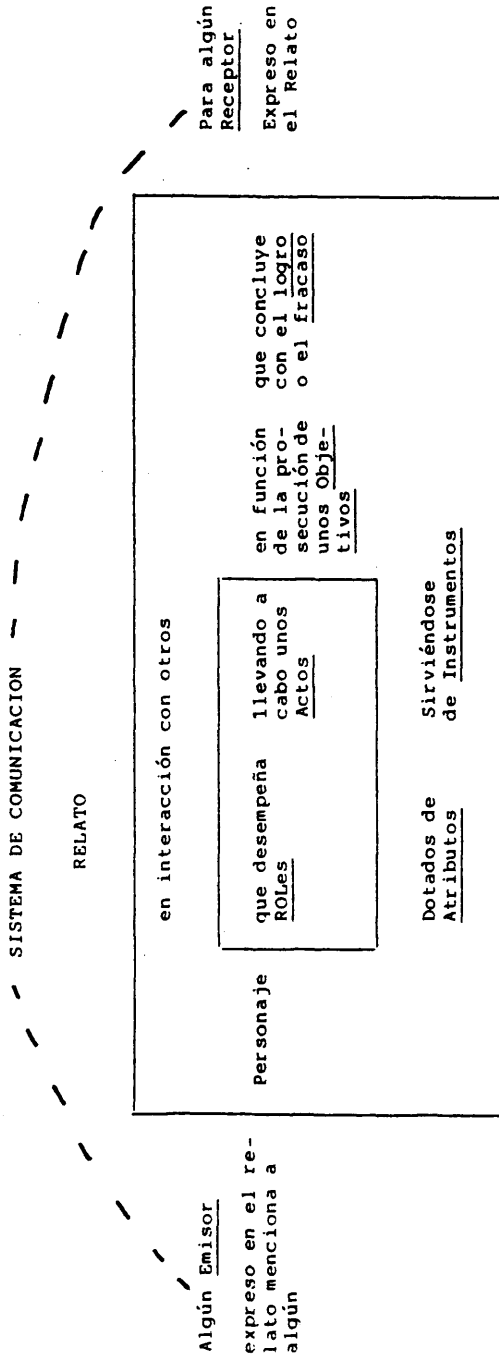 SISTEMA DE COMUNICACION
RELATO
Algún Emisor
expreso en el re-
lato menciona a
algún
en interacción con otros
Personaje
que desempeña
ROLes
llevando a
cabo unos
Actos
en función
de la pro-
secución de
unos Obje-
tivos
que concluye
con el logro
o el fracaso
Dotados de
Atributos
Sirviéndose
de Instrumentos
Para algún
Receptor
Expreso en
el Relato